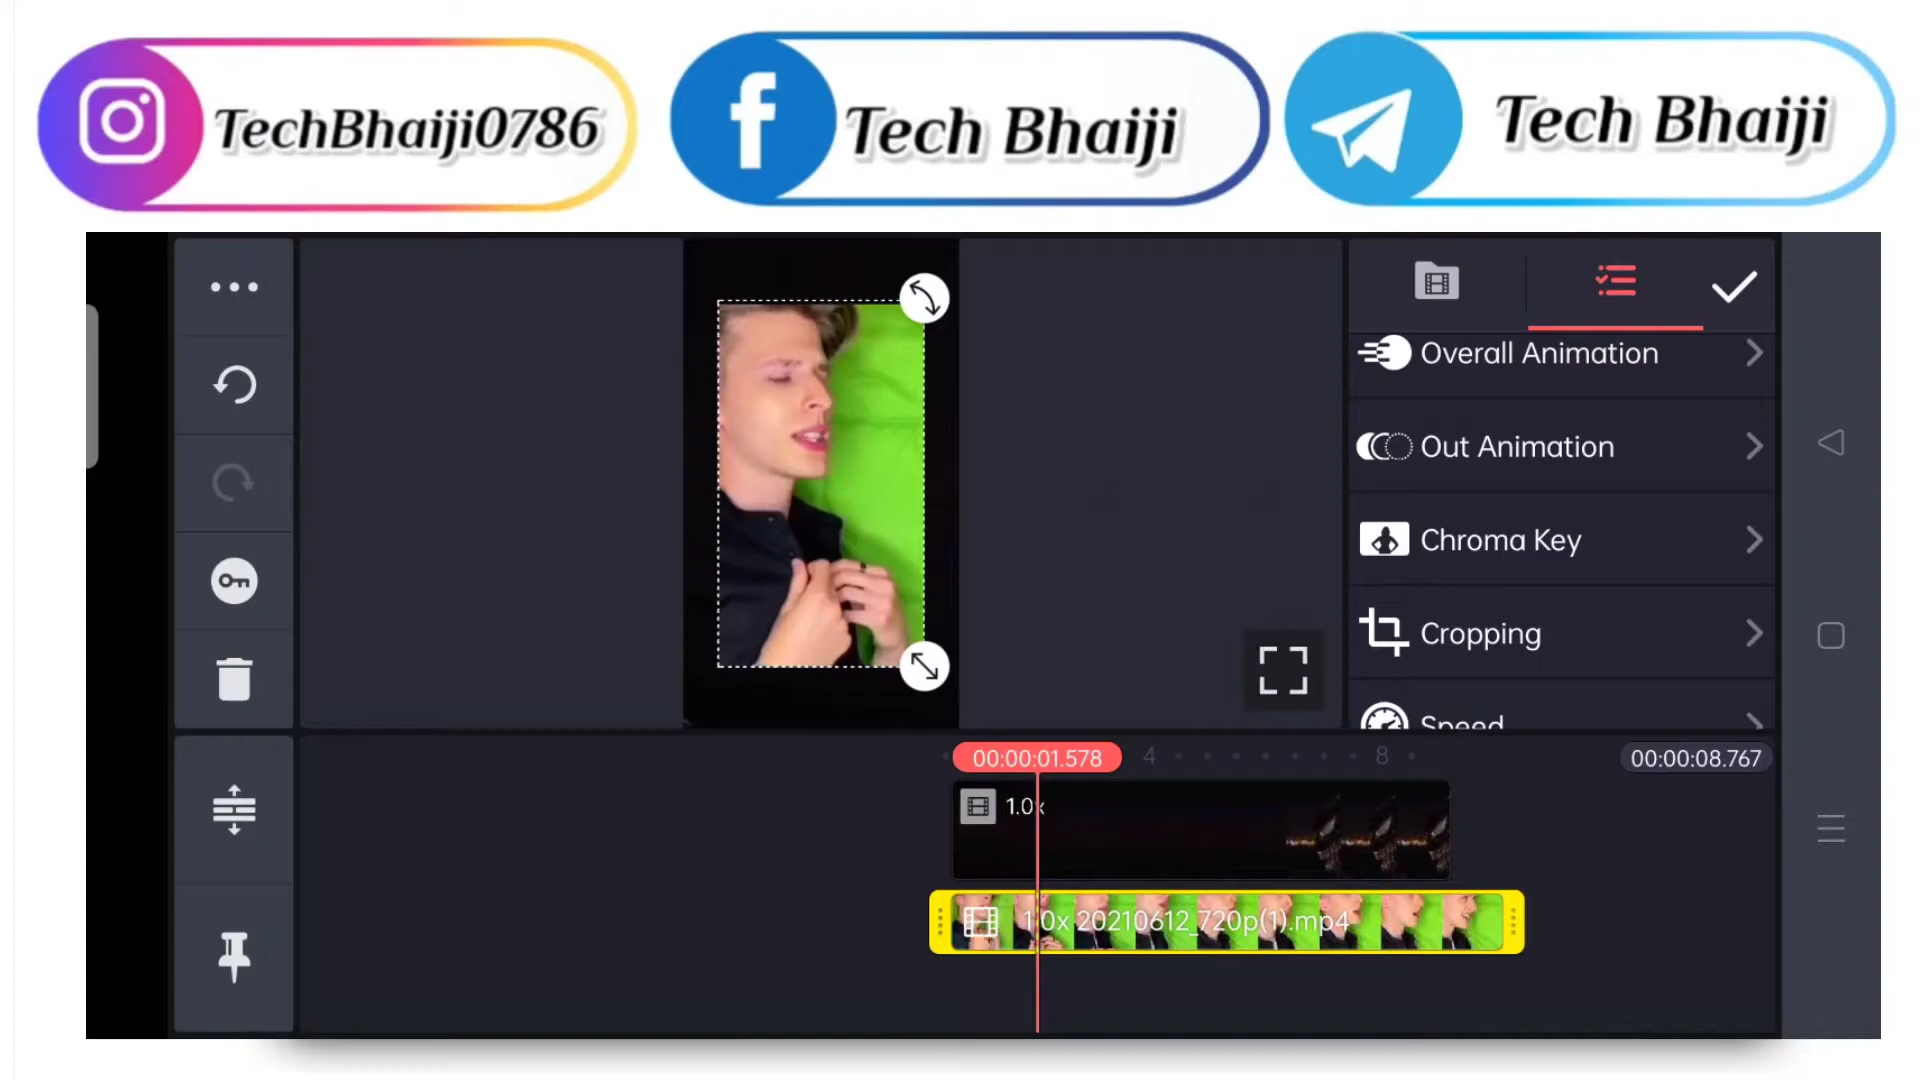 TechBhaiji0786
Tech Bhaiji
Tech Bhaiji
Overall Animation
Out Animation
Chroma Key
Cropping
Speed
00:00:01.578
4
8
00:00:08.767
1.0x
1.0x 20210612_720p(1).mp4